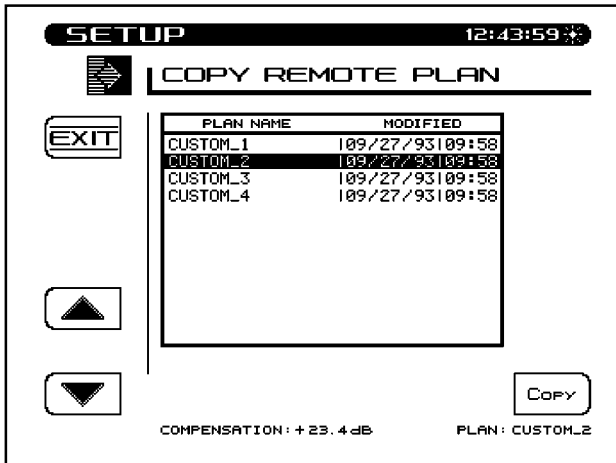 SETUP 12:43:59
COPY REMOTE PLAN
EXIT
PLAN NAME MODIFIED
CUSTOM_1 |09/27/93|09:58
CUSTOM_2 |09/27/93|09:58
CUSTOM_3 |09/27/93|09:58
CUSTOM_4 |09/27/93|09:58
COPY
COMPENSATION: +23.4dB PLAN: CUSTOM_2